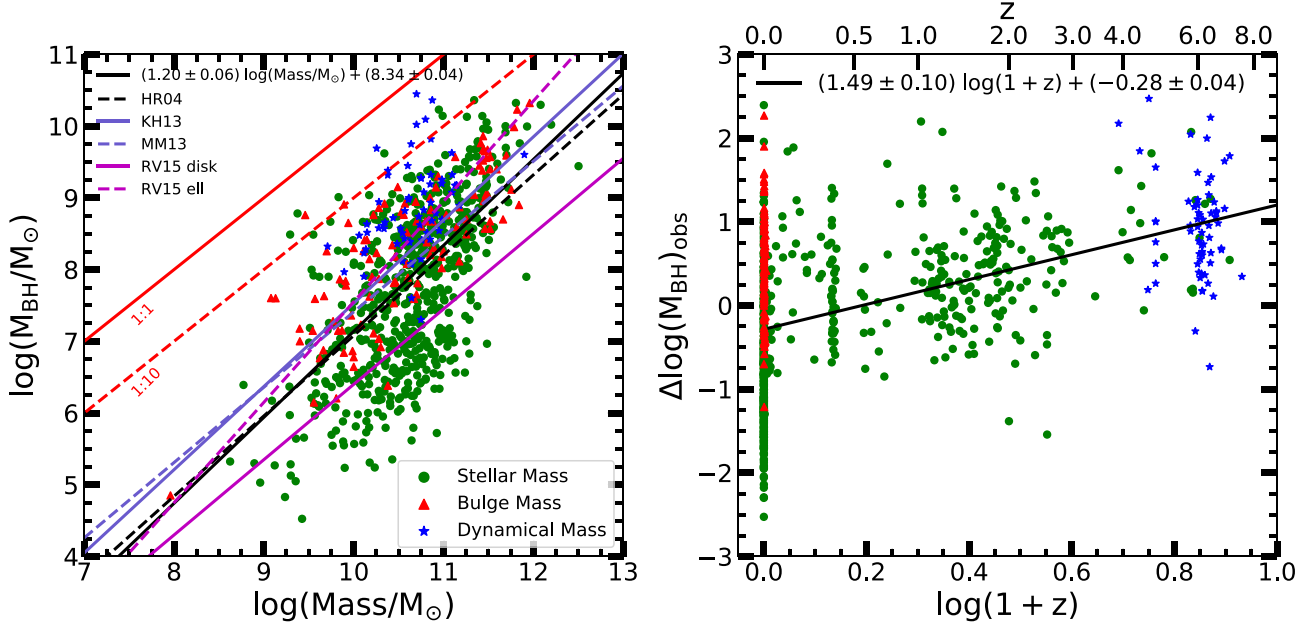 11
10
9
8
7
6
5
4
log(M_BH/M_⊙)
(1.20 ± 0.06) log(Mass/M_⊙) + (8.34 ± 0.04)
HR04
KH13
MM13
RV15 disk
RV15 ell
1:1
1:10
Stellar Mass
Bulge Mass
Dynamical Mass
7 8 9 10 11 12 13
log(Mass/M_⊙)
z
0.0 0.5 1.0 2.0 3.0 4.0 6.0 8.0
(1.49 ± 0.10) log(1 + z) + (−0.28 ± 0.04)
3
2
1
0
−1
−2
−3
Δlog(M_BH)_obs
0.0 0.2 0.4 0.6 0.8 1.0
log(1 + z)